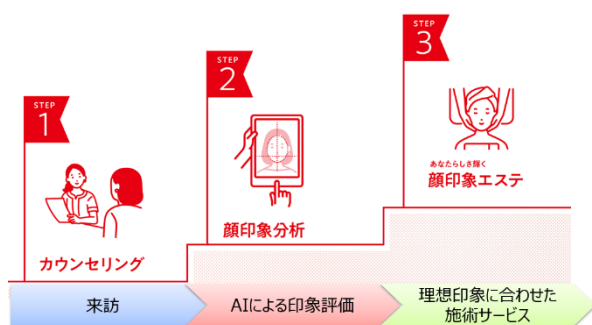 STEP
1
カウンセリング
STEP
2
顔印象分析
STEP
3
あなたらしさ輝く
顔印象エステ
来訪
AIによる印象評価
理想印象に合わせた
施術サービス